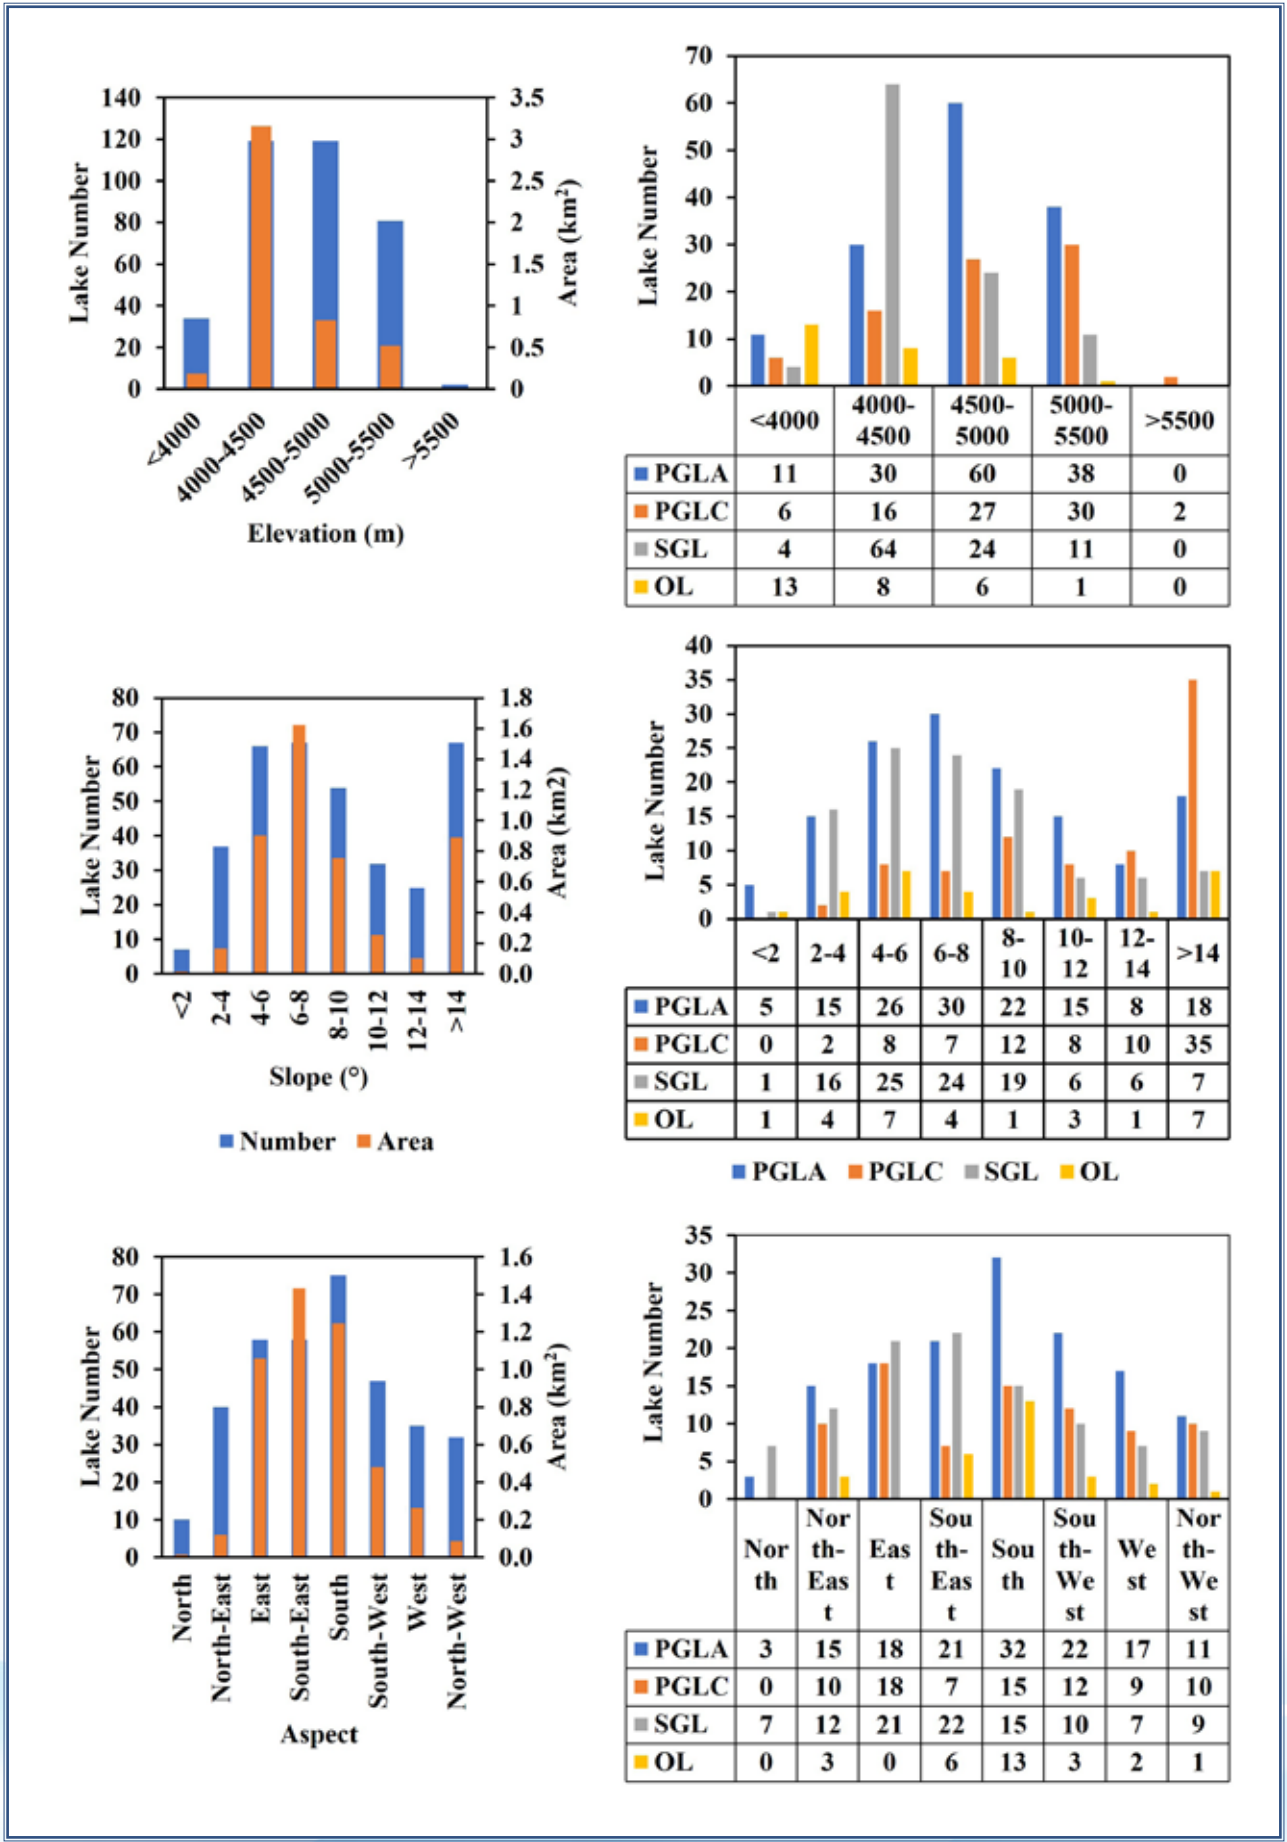 140
120
100
80
60
40
20
0
3.5
3
2.5
2
1.5
1
0.5
0
Lake Number
Area (km²)
<4000
4000-4500
4500-5000
5000-5500
>5500
Elevation (m)
70
60
50
40
30
20
10
0
Lake Number
<4000 4000-4500 4500-5000 5000-5500 >5500
PGLA 11 30 60 38 0
PGLC 6 16 27 30 2
SGL 4 64 24 11 0
OL 13 8 6 1 0
80
70
60
50
40
30
20
10
0
1.8
1.6
1.4
1.2
1.0
0.8
0.6
0.4
0.2
0.0
Lake Number
Area (km2)
<2
2-4
4-6
6-8
8-10
10-12
12-14
>14
Slope (°)
Number Area
40
35
30
25
20
15
10
5
0
Lake Number
<2 2-4 4-6 6-8 8-10 10-12 12-14 >14
PGLA 5 15 26 30 22 15 8 18
PGLC 0 2 8 7 12 8 10 35
SGL 1 16 25 24 19 6 6 7
OL 1 4 7 4 1 3 1 7
PGLA PGLC SGL OL
80
70
60
50
40
30
20
10
0
1.6
1.4
1.2
1.0
0.8
0.6
0.4
0.2
0.0
Lake Number
Area (km²)
North
North-East
East
South-East
South
South-West
West
North-West
Aspect
35
30
25
20
15
10
5
0
Lake Number
North North-East East South-East South South-West West North-West
PGLA 3 15 18 21 32 22 17 11
PGLC 0 10 18 7 15 12 9 10
SGL 7 12 21 22 15 10 7 9
OL 0 3 0 6 13 3 2 1